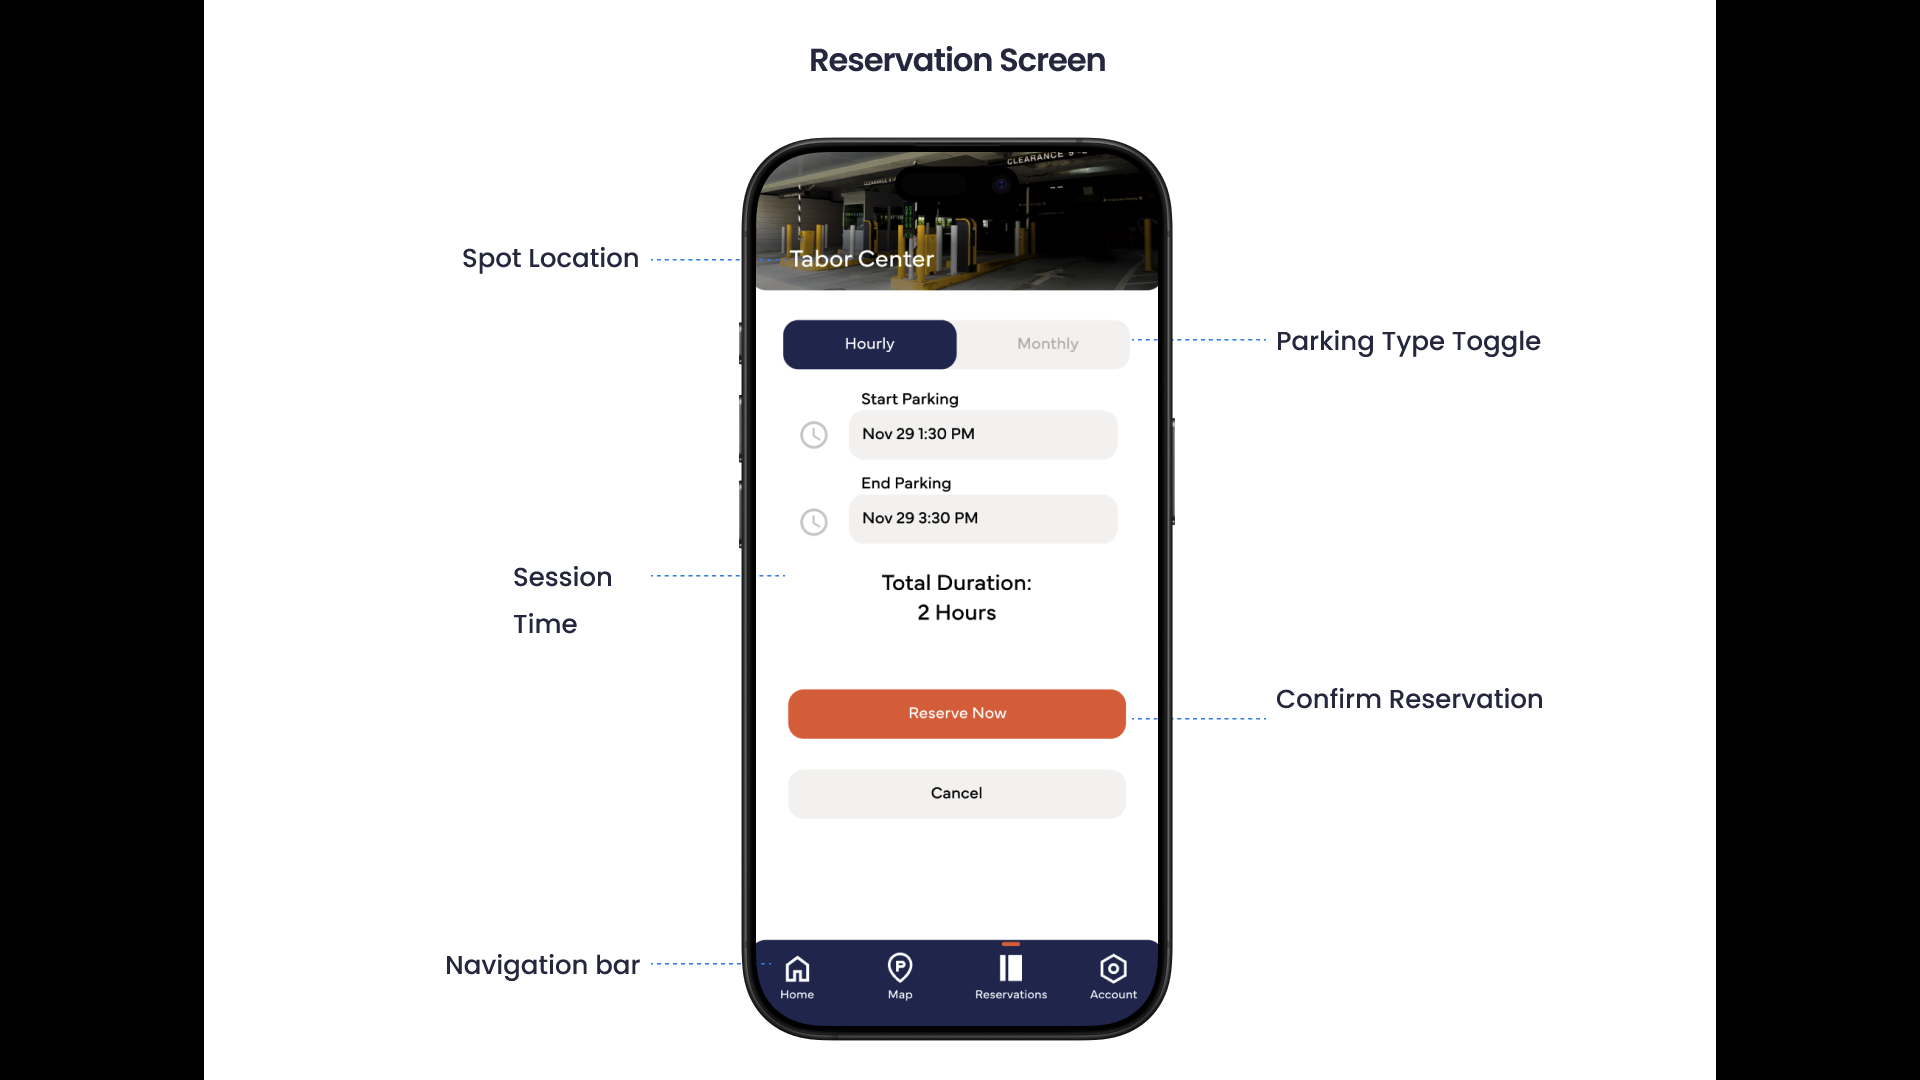 Reservation Screen
CLEARANCE
Spot Location
Tabor Center
Hourly
Monthly
Parking Type Toggle
Start Parking
Nov 29 1:30 PM
End Parking
Nov 29 3:30 PM
Session
Time
Total Duration:
2 Hours
Reserve Now
Confirm Reservation
Cancel
Navigation bar
Home
Map
Reservations
Account